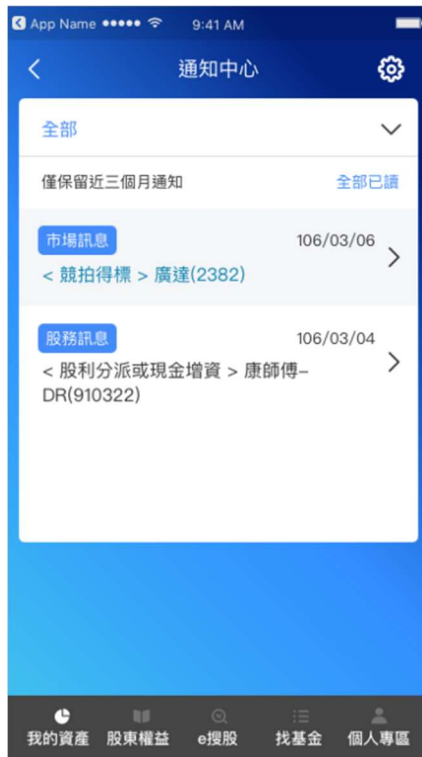 App Name 9:41 AM
通知中心
全部
僅保留近三個月通知 全部已讀
市場訊息 106/03/06
< 競拍得標 > 廣達(2382)
股務訊息 106/03/04
< 股利分派或現金增資 > 康師傅-
DR(910322)
我的資產 股東權益 e搜股 找基金 個人專區